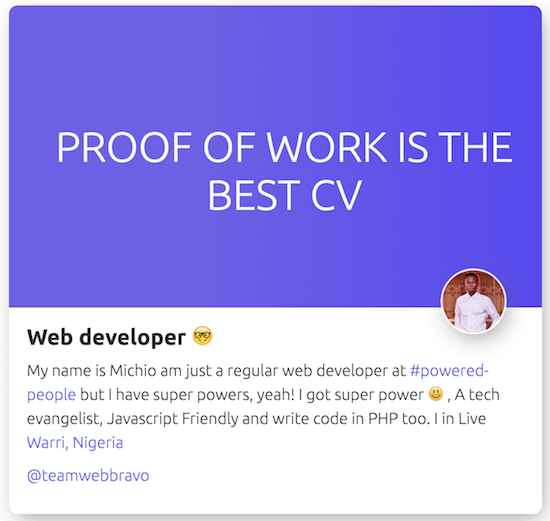 PROOF OF WORK IS THE
BEST CV
Web developer 🤓
My name is Michio am just a regular web developer at #powered-
people but I have super powers, yeah! I got super power 😃 , A tech
evangelist, Javascript Friendly and write code in PHP too. I in Live
Warri, Nigeria
@teamwebbravo